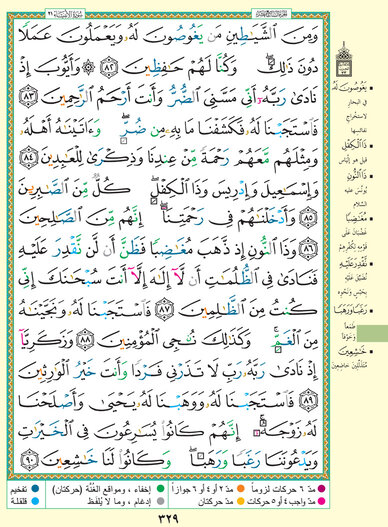 سورة الأنبياء ٢١
وَمِنَ ٱلشَّيَـٰطِينِ مَن يَغُوصُونَ لَهُۥ وَيَعْمَلُونَ عَمَلًا
دُونَ ذَٰلِكَ ۖ وَكُنَّا لَهُمْ حَـٰفِظِينَ ﴿٨٢﴾ ۞ وَأَيُّوبَ إِذْ
نَادَىٰ رَبَّهُۥٓ أَنِّى مَسَّنِىَ ٱلضُّرُّ وَأَنتَ أَرْحَمُ ٱلرَّٰحِمِينَ ﴿٨٣﴾
فَٱسْتَجَبْنَا لَهُۥ فَكَشَفْنَا مَا بِهِۦ مِن ضُرٍّ ۖ وَءَاتَيْنَـٰهُ أَهْلَهُۥ
وَمِثْلَهُم مَّعَهُمْ رَحْمَةً مِّنْ عِندِنَا وَذِكْرَىٰ لِلْعَـٰبِدِينَ ﴿٨٤﴾
وَإِسْمَـٰعِيلَ وَإِدْرِيسَ وَذَا ٱلْكِفْلِ ۖ كُلٌّ مِّنَ ٱلصَّـٰبِرِينَ
﴿٨٥﴾ وَأَدْخَلْنَـٰهُمْ فِى رَحْمَتِنَآ ۖ إِنَّهُم مِّنَ ٱلصَّـٰلِحِينَ
﴿٨٦﴾ وَذَا ٱلنُّونِ إِذ ذَّهَبَ مُغَـٰضِبًا فَظَنَّ أَن لَّن نَّقْدِرَ عَلَيْهِ
فَنَادَىٰ فِى ٱلظُّلُمَـٰتِ أَن لَّآ إِلَـٰهَ إِلَّآ أَنتَ سُبْحَـٰنَكَ إِنِّى
كُنتُ مِنَ ٱلظَّـٰلِمِينَ ﴿٨٧﴾ فَٱسْتَجَبْنَا لَهُۥ وَنَجَّيْنَـٰهُ
مِنَ ٱلْغَمِّ ۚ وَكَذَٰلِكَ نُـۨجِى ٱلْمُؤْمِنِينَ ﴿٨٨﴾ وَزَكَرِيَّآ
إِذْ نَادَىٰ رَبَّهُۥ رَبِّ لَا تَذَرْنِى فَرْدًا وَأَنتَ خَيْرُ ٱلْوَٰرِثِينَ
﴿٨٩﴾ فَٱسْتَجَبْنَا لَهُۥ وَوَهَبْنَا لَهُۥ يَحْيَىٰ وَأَصْلَحْنَا
لَهُۥ زَوْجَهُۥٓ ۚ إِنَّهُمْ كَانُوا۟ يُسَـٰرِعُونَ فِى ٱلْخَيْرَٰتِ
وَيَدْعُونَنَا رَغَبًا وَرَهَبًا ۖ وَكَانُوا۟ لَنَا خَـٰشِعِينَ ﴿٩٠﴾
يَغُوصُونَ لَهُ
في البحار
لاستخراج
نفائسها
ذَا الْكِفْلِ
قيل هو إلياس
ذَا النُّونِ
يونس عليه
السلام
مُغَاضِبًا
غضبان على
قومه لكفرهم
نَقْدِرَ عَلَيْهِ
نضيق عليه
بحبس ونحوه
رَغَبًا وَرَهَبًا
طمعاً
وخوفاً
خَاشِعِينَ
متذللين خاضعين
مدّ ٦ حركات لزوماً
مدّ ٢ أو ٤ أو ٦ جوازاً
إخفاء، ومواقع الغُنَّة (حركتان)
تفخيم
مدّ واجب ٤ أو ٥ حركات
مدّ حركتان
إدغام، وما لا يُلفَظ
قلقلة
٣٢٩